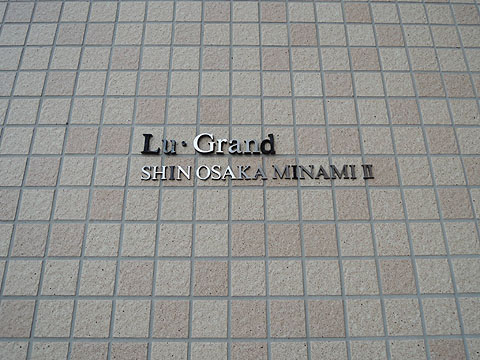 Lu·Grand
SHIN OSAKA MINAMI II